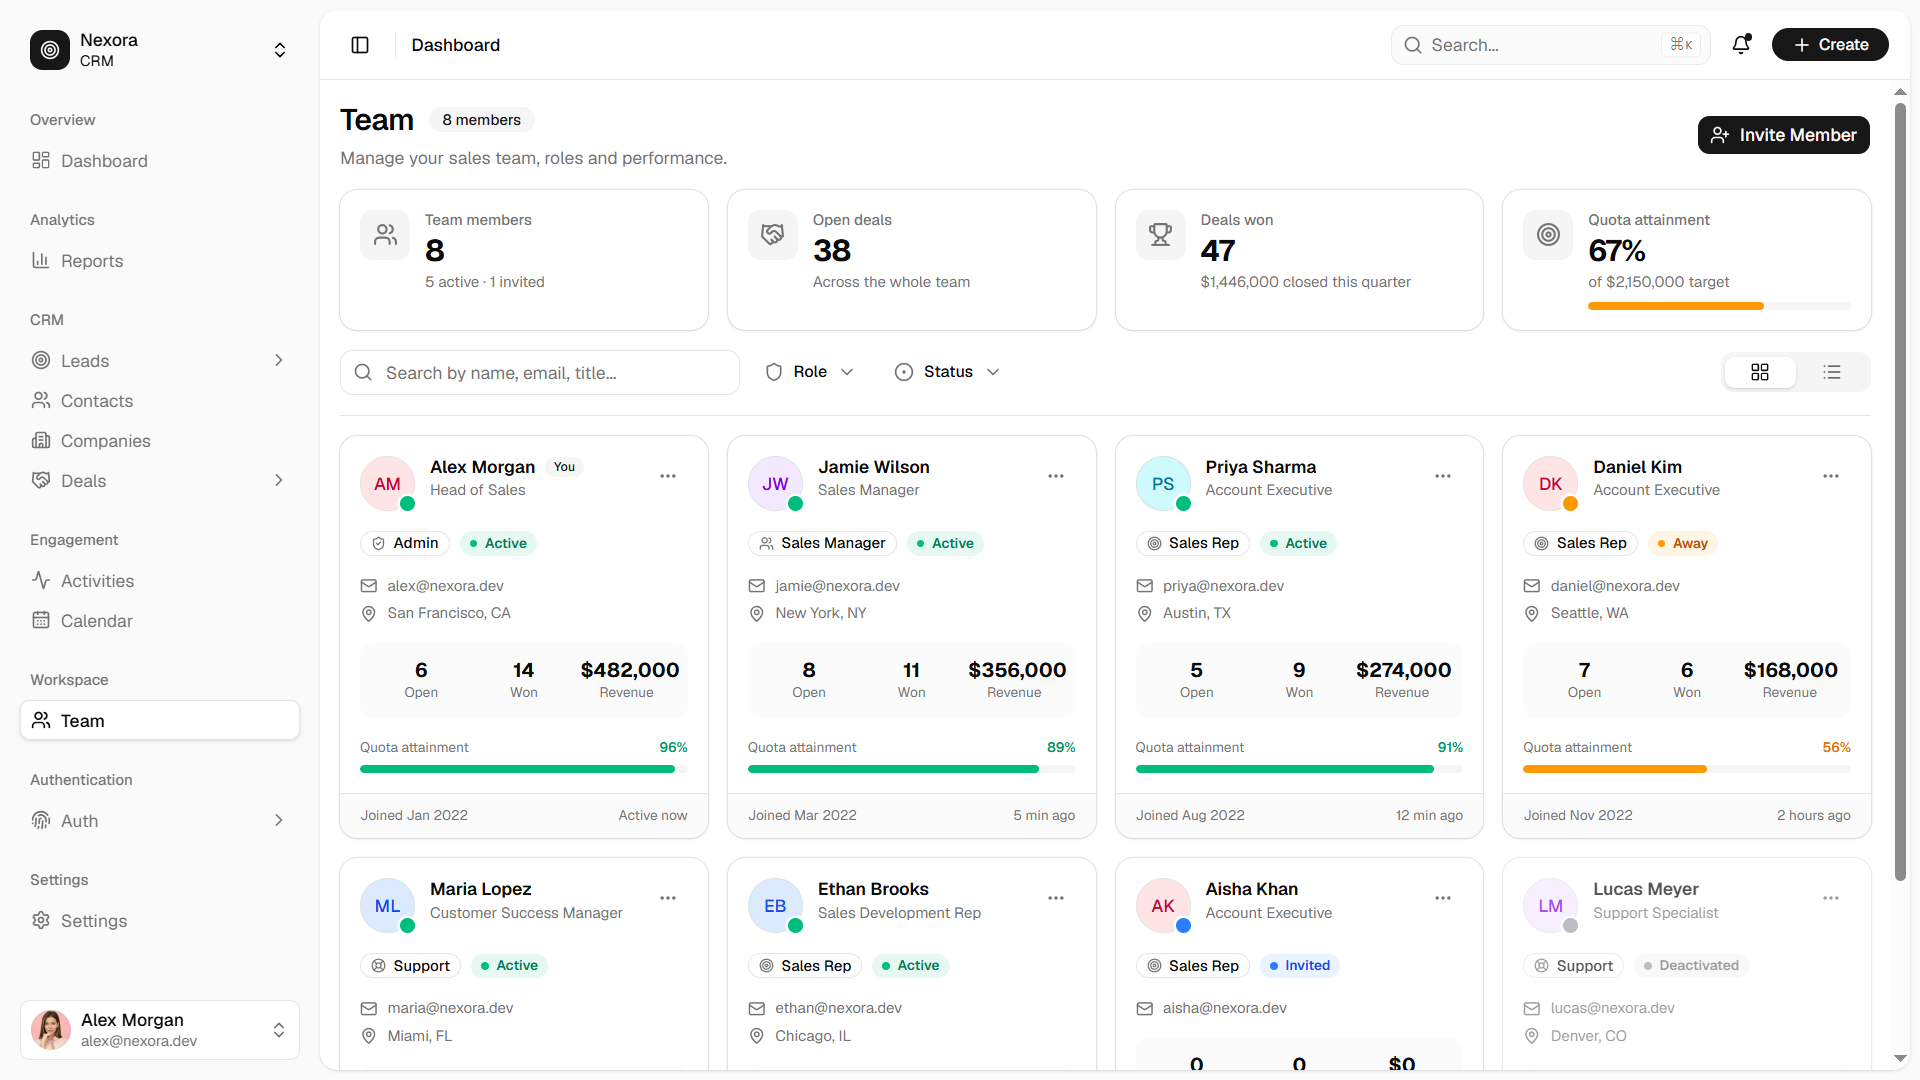 Nexora
CRM
Overview
Dashboard
Analytics
Reports
CRM
Leads
Contacts
Companies
Deals
Engagement
Activities
Calendar
Workspace
Team
Authentication
Auth
Settings
Settings
Alex Morgan
alex@nexora.dev
Dashboard
Search...
⌘K
Create
Team
8 members
Manage your sales team, roles and performance.
Invite Member
Team members
8
5 active · 1 invited
Open deals
38
Across the whole team
Deals won
47
$1,446,000 closed this quarter
Quota attainment
67%
of $2,150,000 target
Search by name, email, title...
Role
Status
AM
Alex Morgan
You
Head of Sales
Admin
Active
alex@nexora.dev
San Francisco, CA
6
14
$482,000
Open
Won
Revenue
Quota attainment
96%
Joined Jan 2022
Active now
JW
Jamie Wilson
Sales Manager
Sales Manager
Active
jamie@nexora.dev
New York, NY
8
11
$356,000
Open
Won
Revenue
Quota attainment
89%
Joined Mar 2022
5 min ago
PS
Priya Sharma
Account Executive
Sales Rep
Active
priya@nexora.dev
Austin, TX
5
9
$274,000
Open
Won
Revenue
Quota attainment
91%
Joined Aug 2022
12 min ago
DK
Daniel Kim
Account Executive
Sales Rep
Away
daniel@nexora.dev
Seattle, WA
7
6
$168,000
Open
Won
Revenue
Quota attainment
56%
Joined Nov 2022
2 hours ago
ML
Maria Lopez
Customer Success Manager
Support
Active
maria@nexora.dev
Miami, FL
EB
Ethan Brooks
Sales Development Rep
Sales Rep
Active
ethan@nexora.dev
Chicago, IL
AK
Aisha Khan
Account Executive
Sales Rep
Invited
aisha@nexora.dev
0
0
$0
LM
Lucas Meyer
Support Specialist
Support
Deactivated
lucas@nexora.dev
Denver, CO